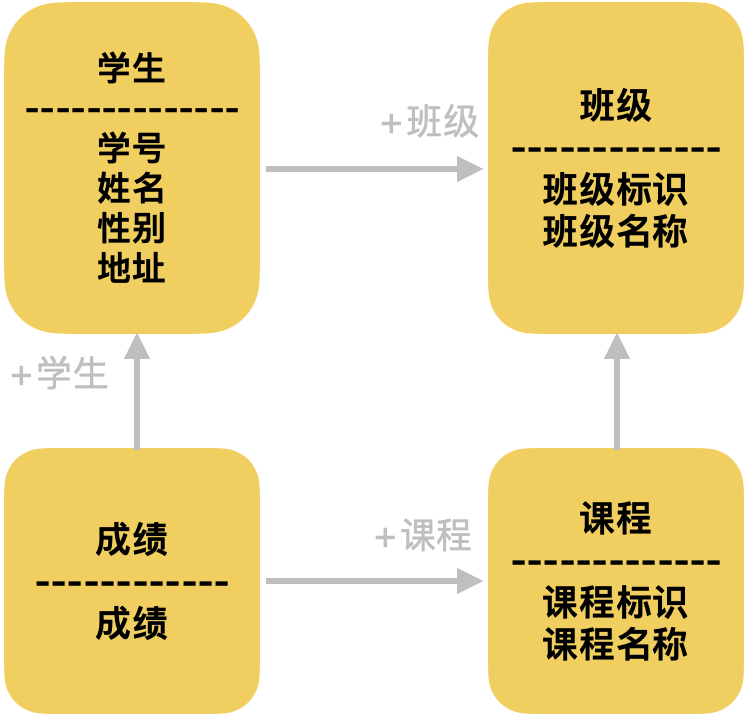 学生
学号
姓名
性别
地址
+班级
班级
班级标识
班级名称
+学生
成绩
成绩
+课程
课程
课程标识
课程名称